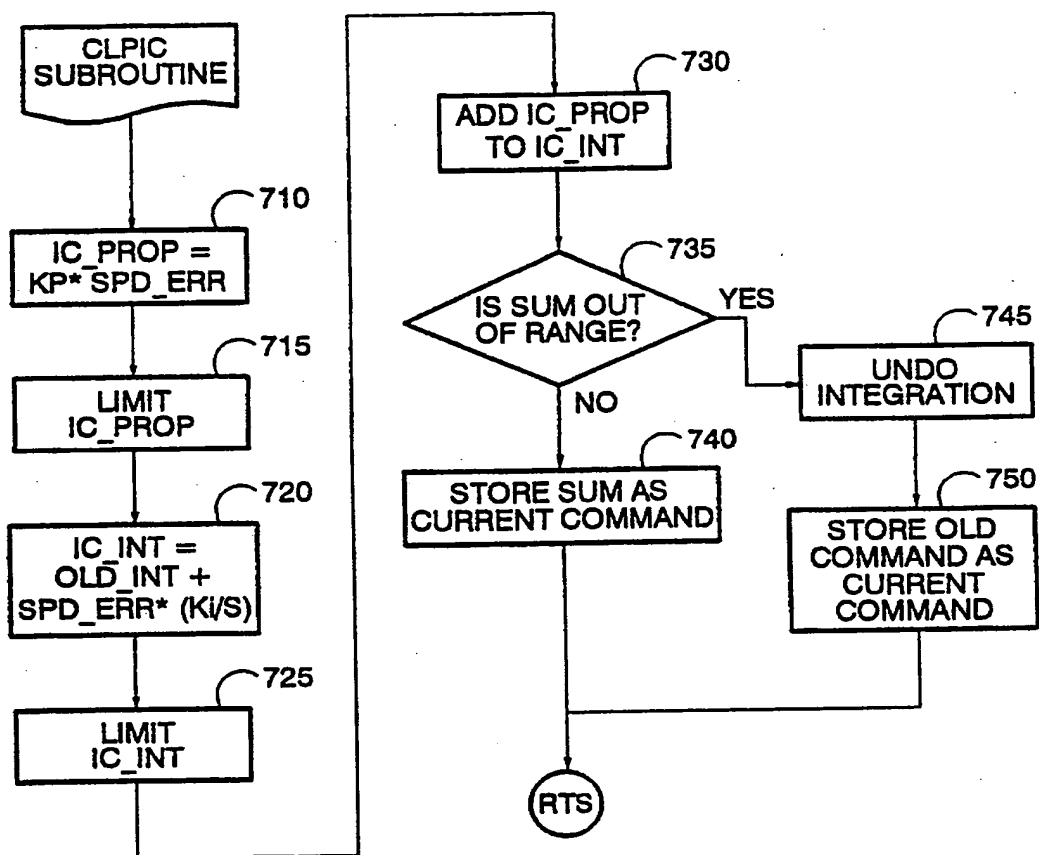 CLPIC
SUBROUTINE
710
IC_PROP =
KP* SPD_ERR
715
LIMIT
IC_PROP
720
IC_INT =
OLD_INT +
SPD_ERR* (Ki/S)
725
LIMIT
IC_INT
730
ADD IC_PROP
TO IC_INT
735
IS SUM OUT
OF RANGE?
YES
NO
740
STORE SUM AS
CURRENT COMMAND
745
UNDO
INTEGRATION
750
STORE OLD
COMMAND AS
CURRENT
COMMAND
RTS